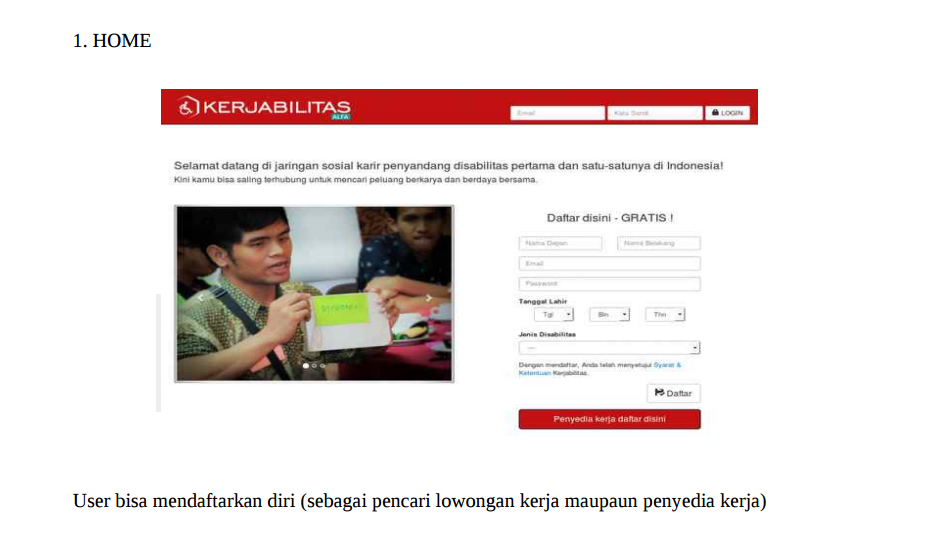 1. HOME
KERJABILITAS
ALFA
Email
Kata Sandi
LOGIN
Selamat datang di jaringan sosial karir penyandang disabilitas pertama dan satu-satunya di Indonesia!
Kini kamu bisa saling terhubung untuk mencari peluang berkarya dan berdaya bersama.
Daftar disini - GRATIS !
Nama Depan
Nama Belakang
Email
Password
Tanggal Lahir
Tgl
Bln
Thn
Jenis Disabilitas
---
Dengan mendaftar, Anda telah menyetujui Syarat &
Ketentuan Kerjabilitas.
Daftar
Penyedia kerja daftar disini
User bisa mendaftarkan diri (sebagai pencari lowongan kerja maupaun penyedia kerja)